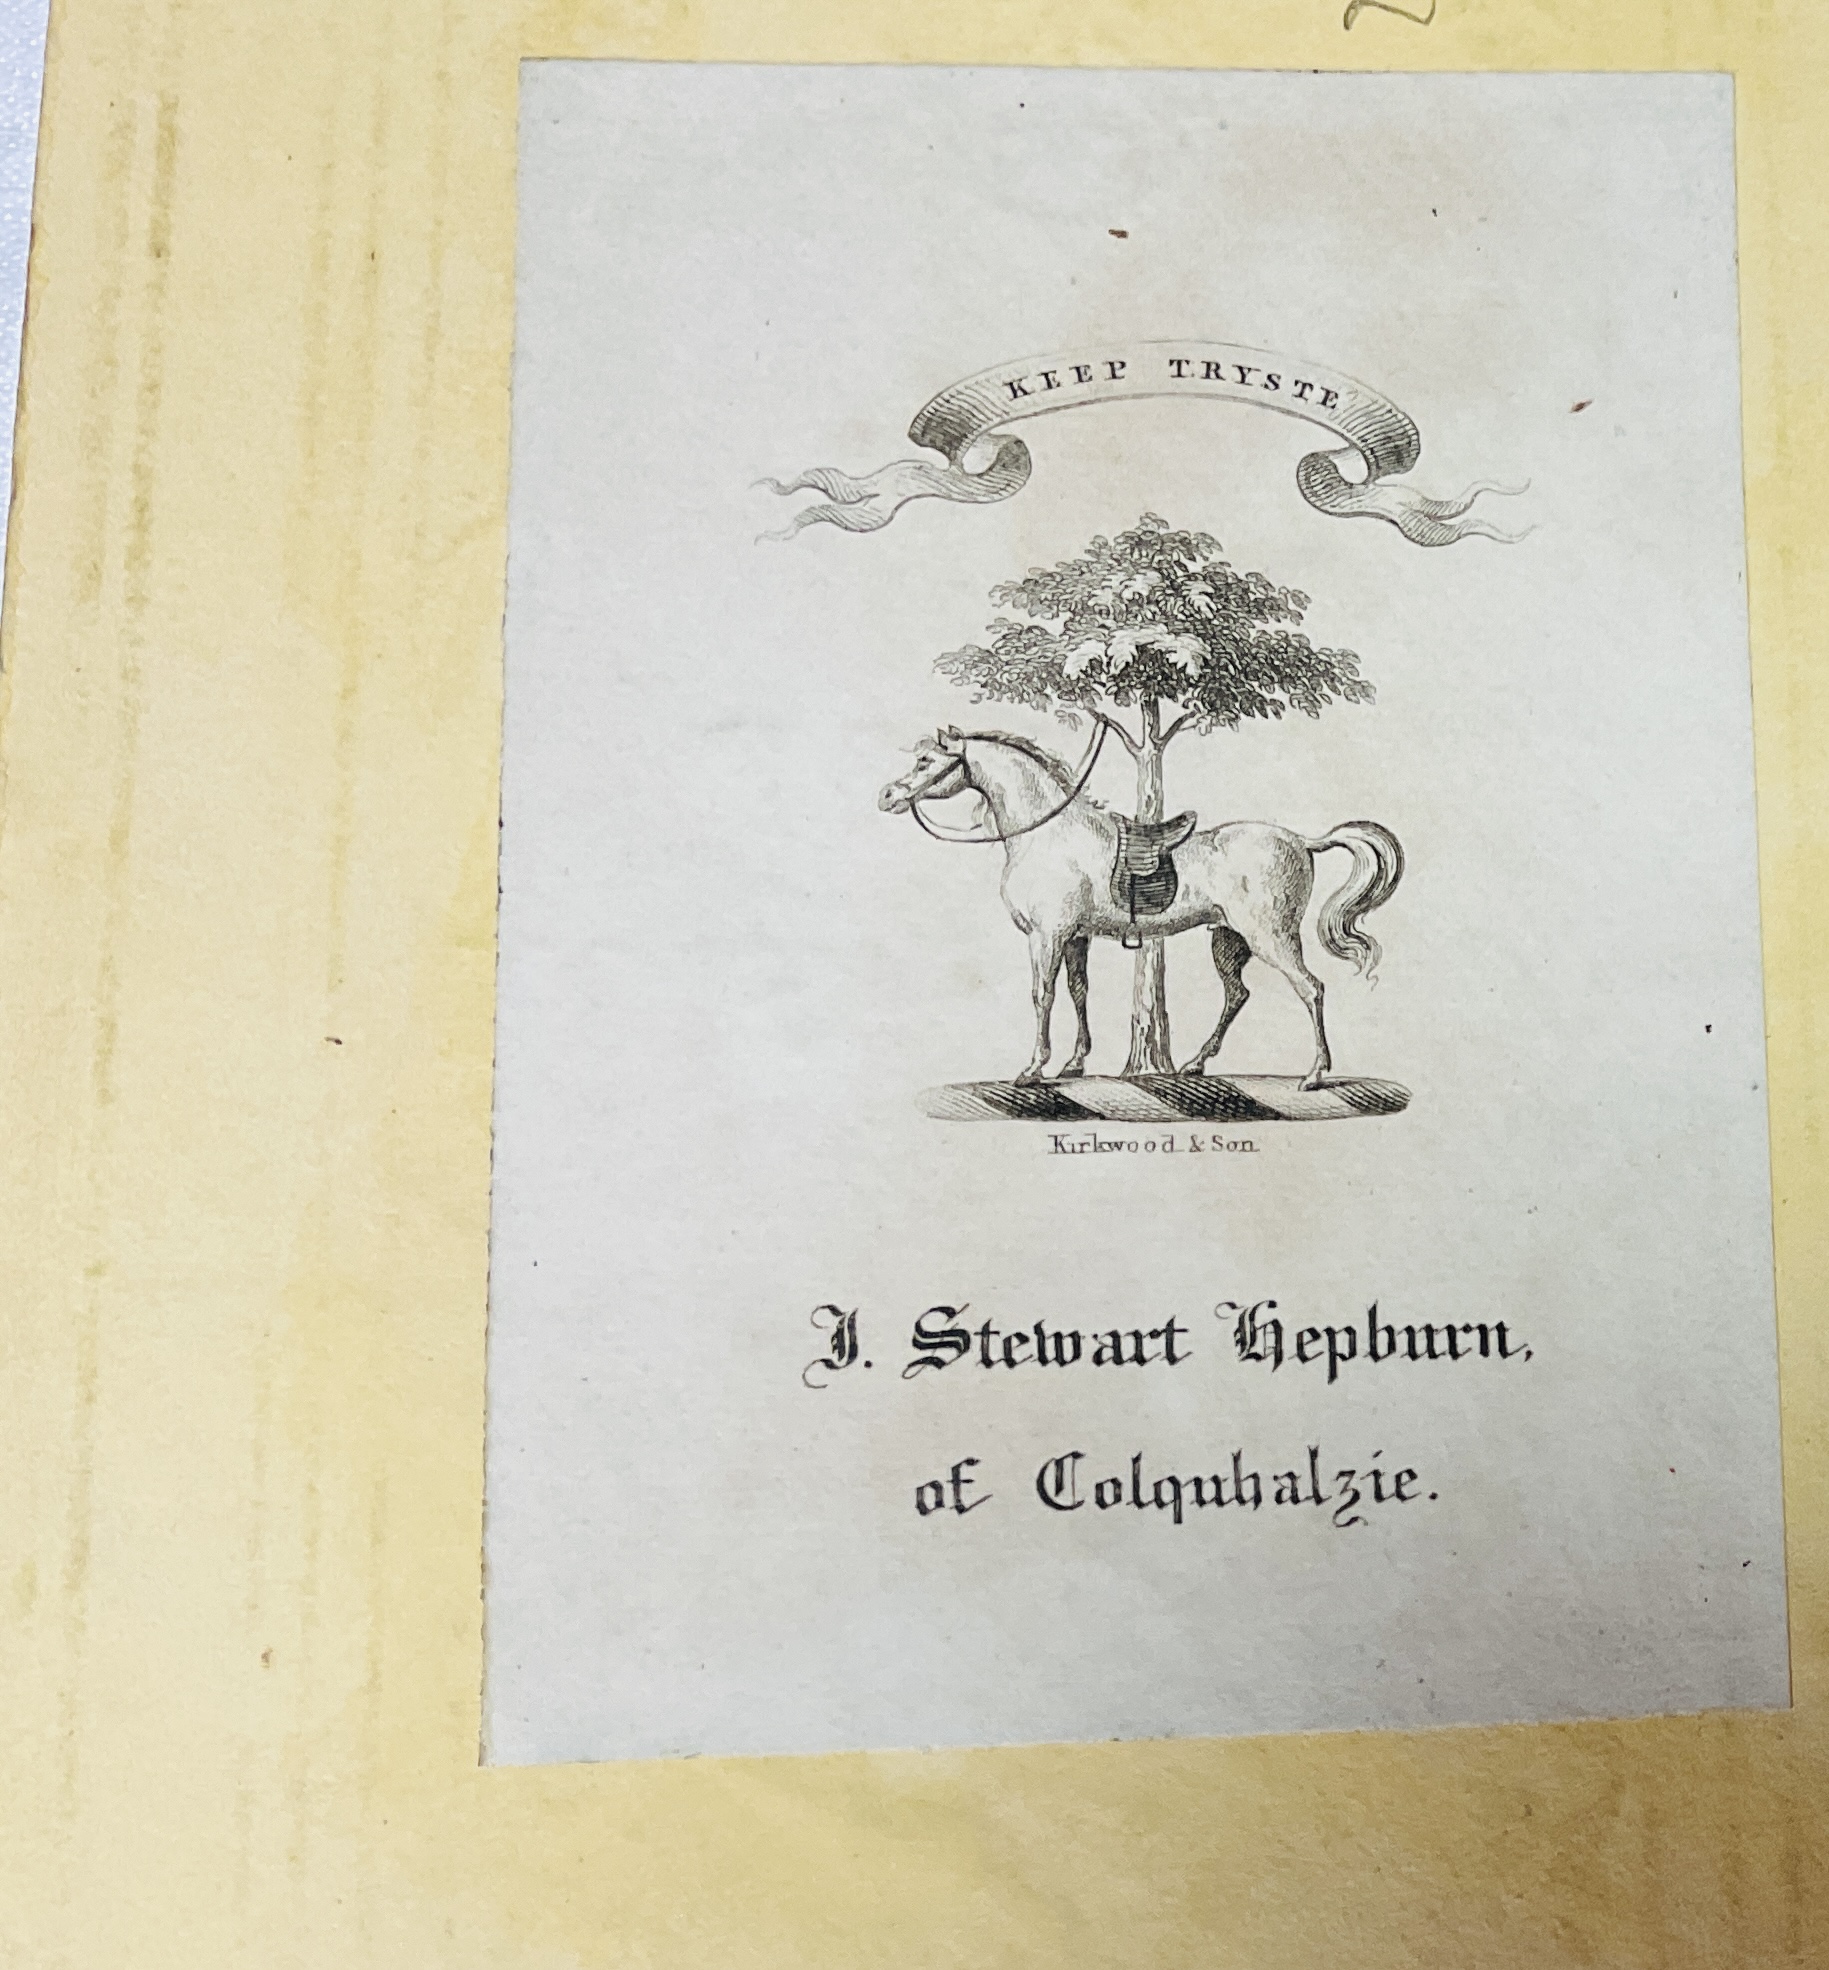 KEEP TRYSTE
Kirkwood & Son
J. Stewart Hepburn,
of Colquhalzie.